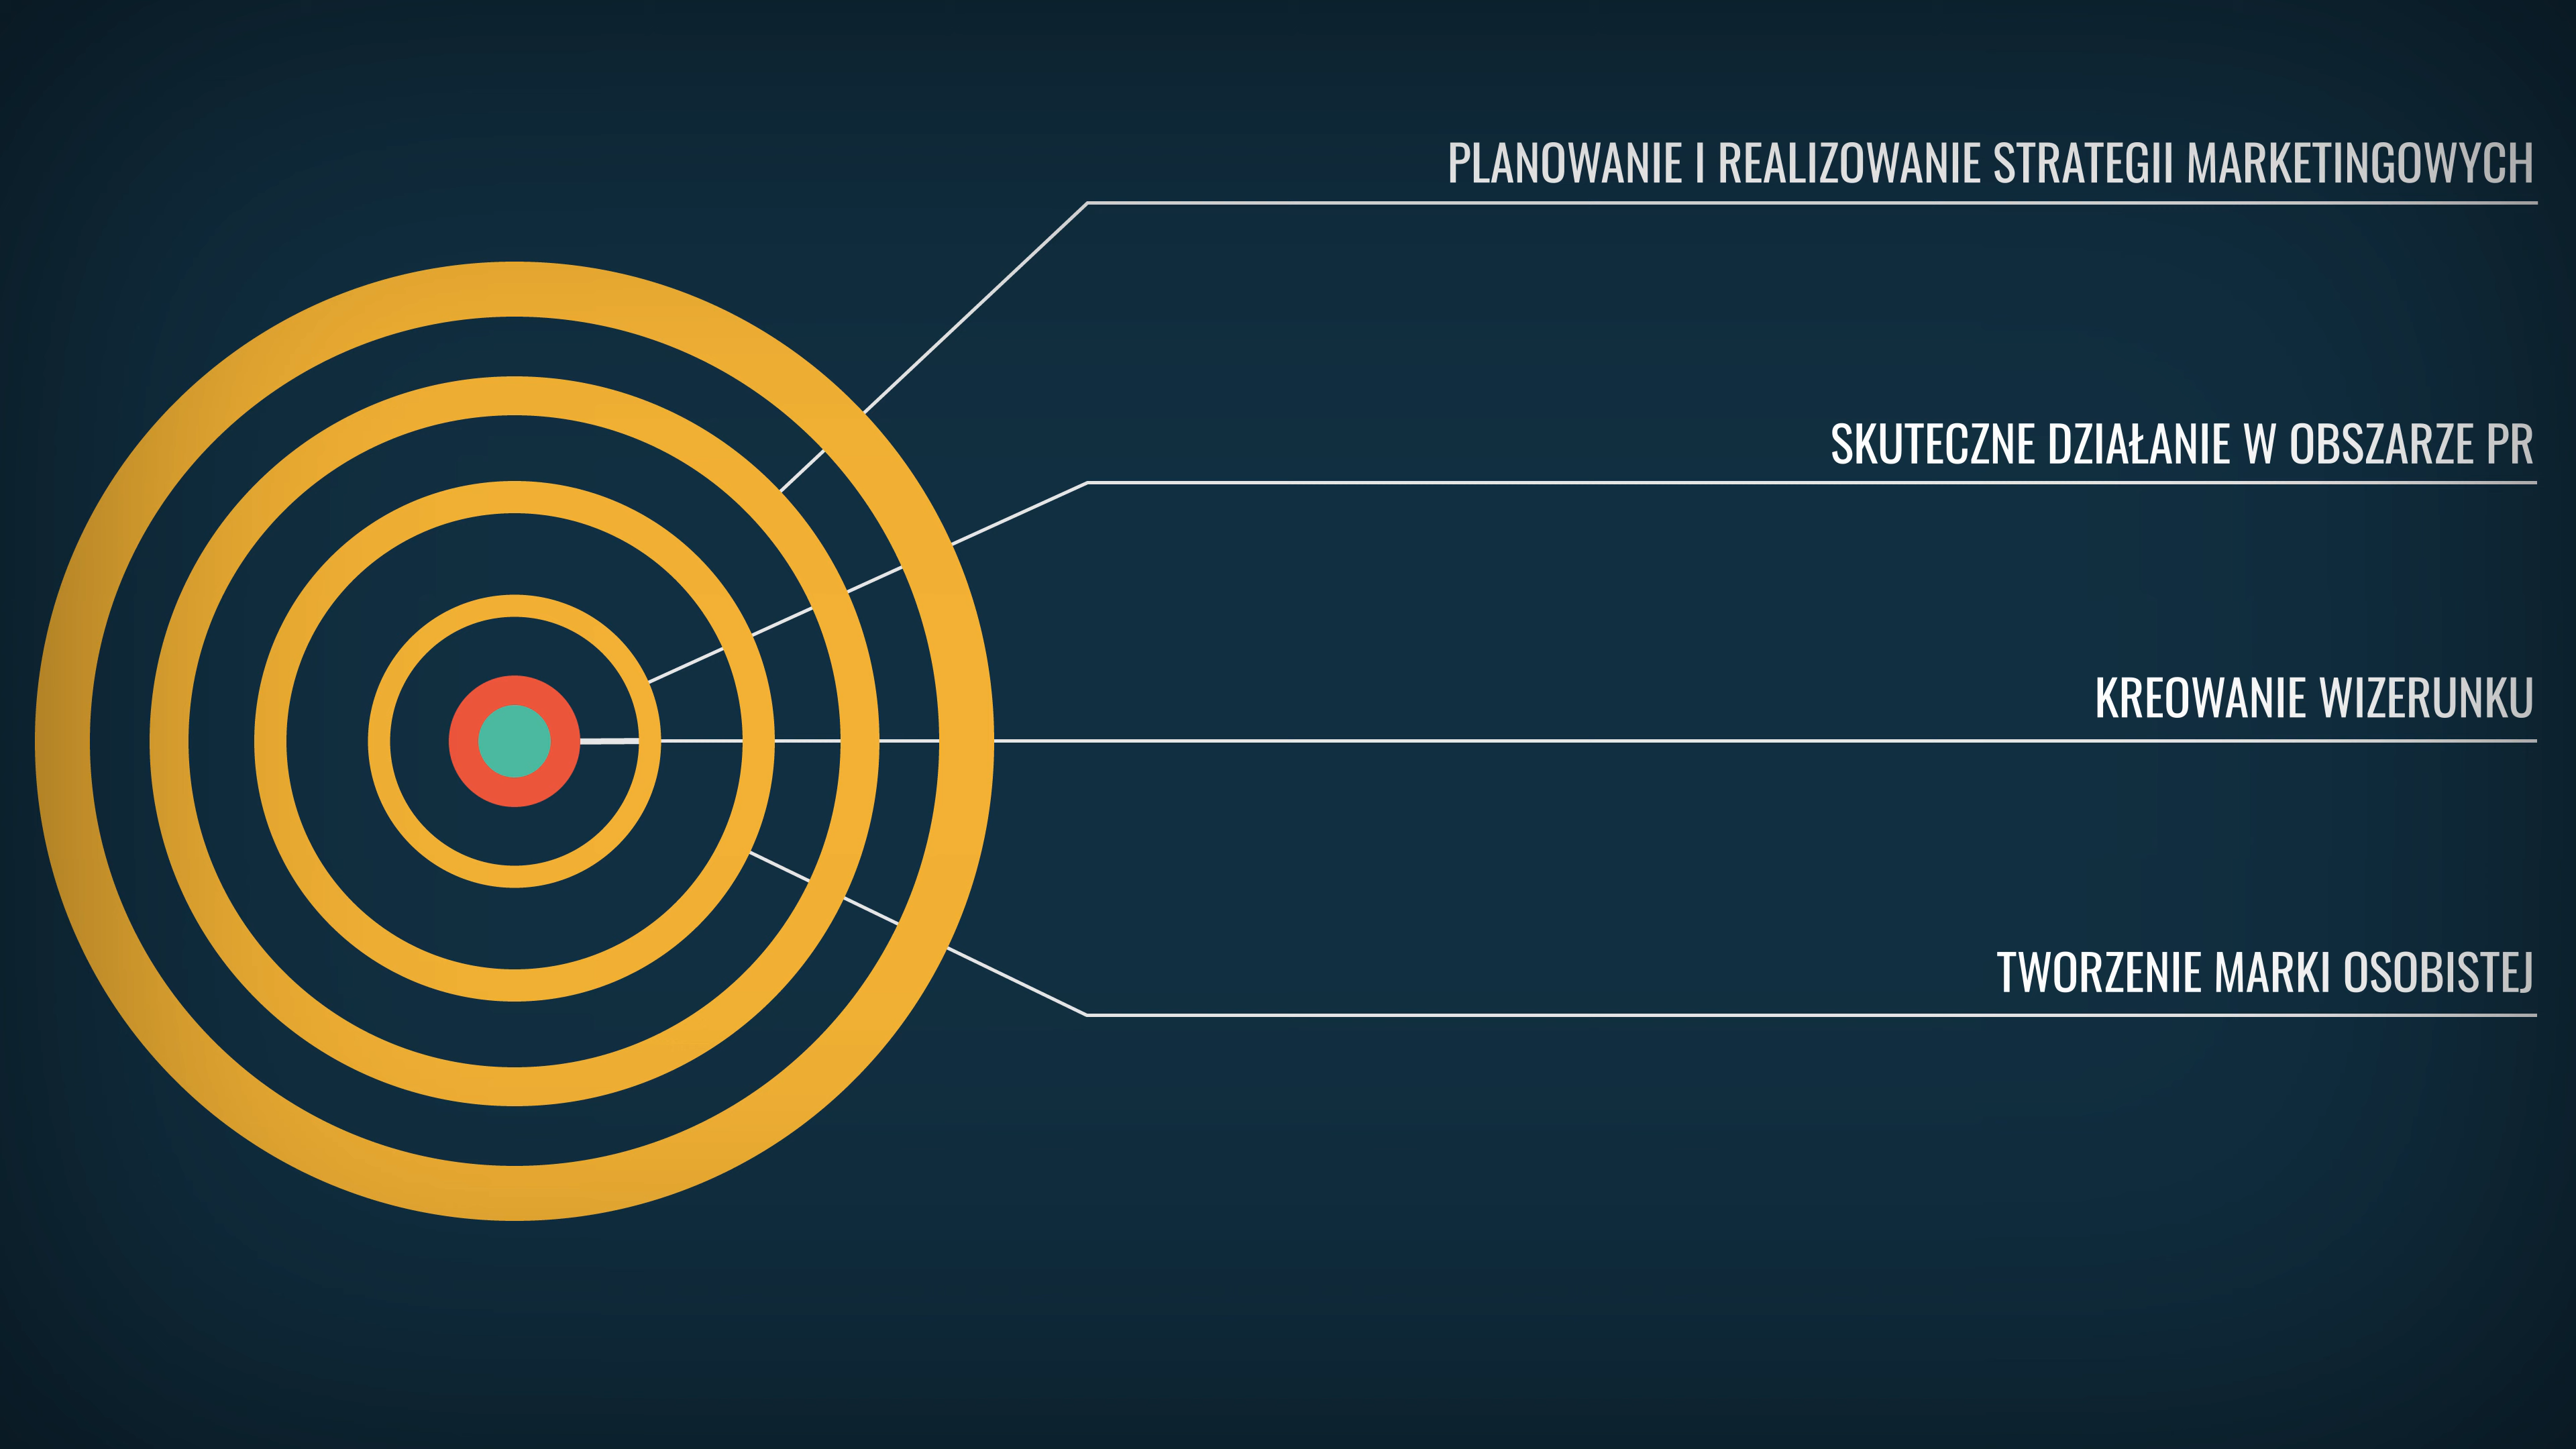 PLANOWANIE I REALIZOWANIE STRATEGII MARKETINGOWYCH
SKUTECZNE DZIAŁANIE W OBSZARZE PR
KREOWANIE WIZERUNKU
TWORZENIE MARKI OSOBISTEJ